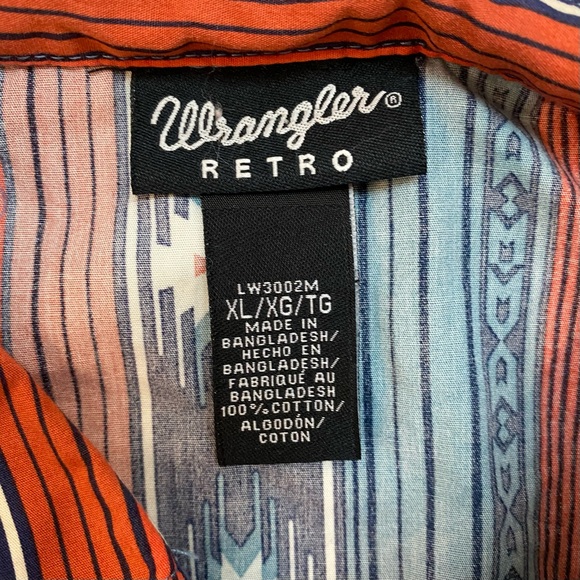 Wrangler®
RETRO
LW3002M
XL/XG/TG
MADE IN
BANGLADESH/
HECHO EN
BANGLADESH/
FABRIQUÉ AU
BANGLADESH
100% COTTON/
ALGODÓN/
COTON